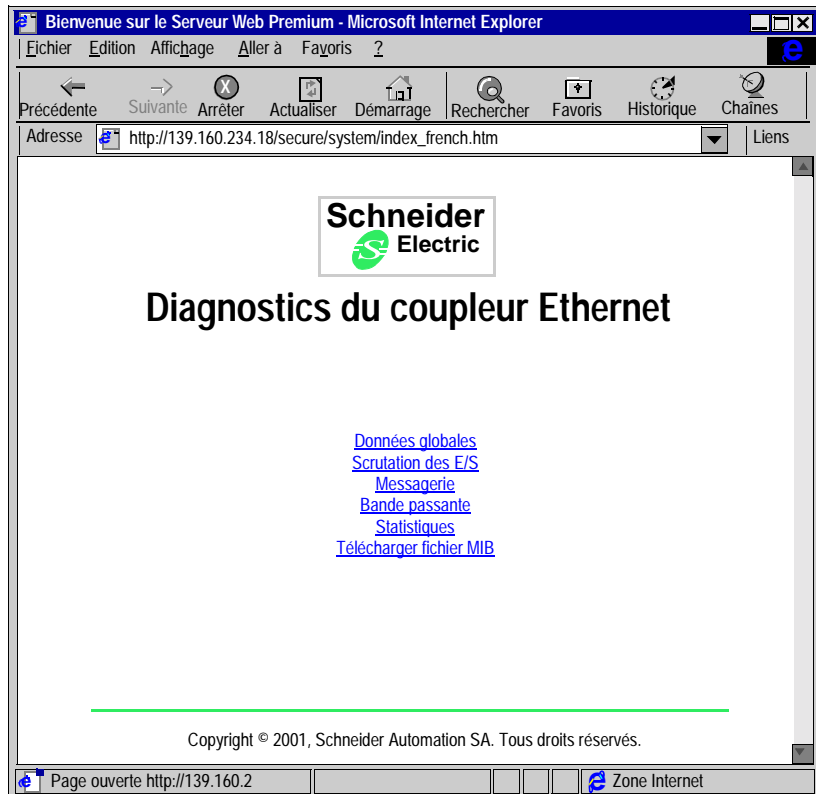 Bienvenue sur le Serveur Web Premium - Microsoft Internet Explorer
Fichier Edition Affichage Aller à Favoris ?
Précédente Suivante Arrêter Actualiser Démarrage Rechercher Favoris Historique Chaînes
Adresse http://139.160.234.18/secure/system/index_french.htm Liens
Schneider
Electric
Diagnostics du coupleur Ethernet
Données globales
Scrutation des E/S
Messagerie
Bande passante
Statistiques
Télécharger fichier MIB
Copyright © 2001, Schneider Automation SA. Tous droits réservés.
Page ouverte http://139.160.2 Zone Internet